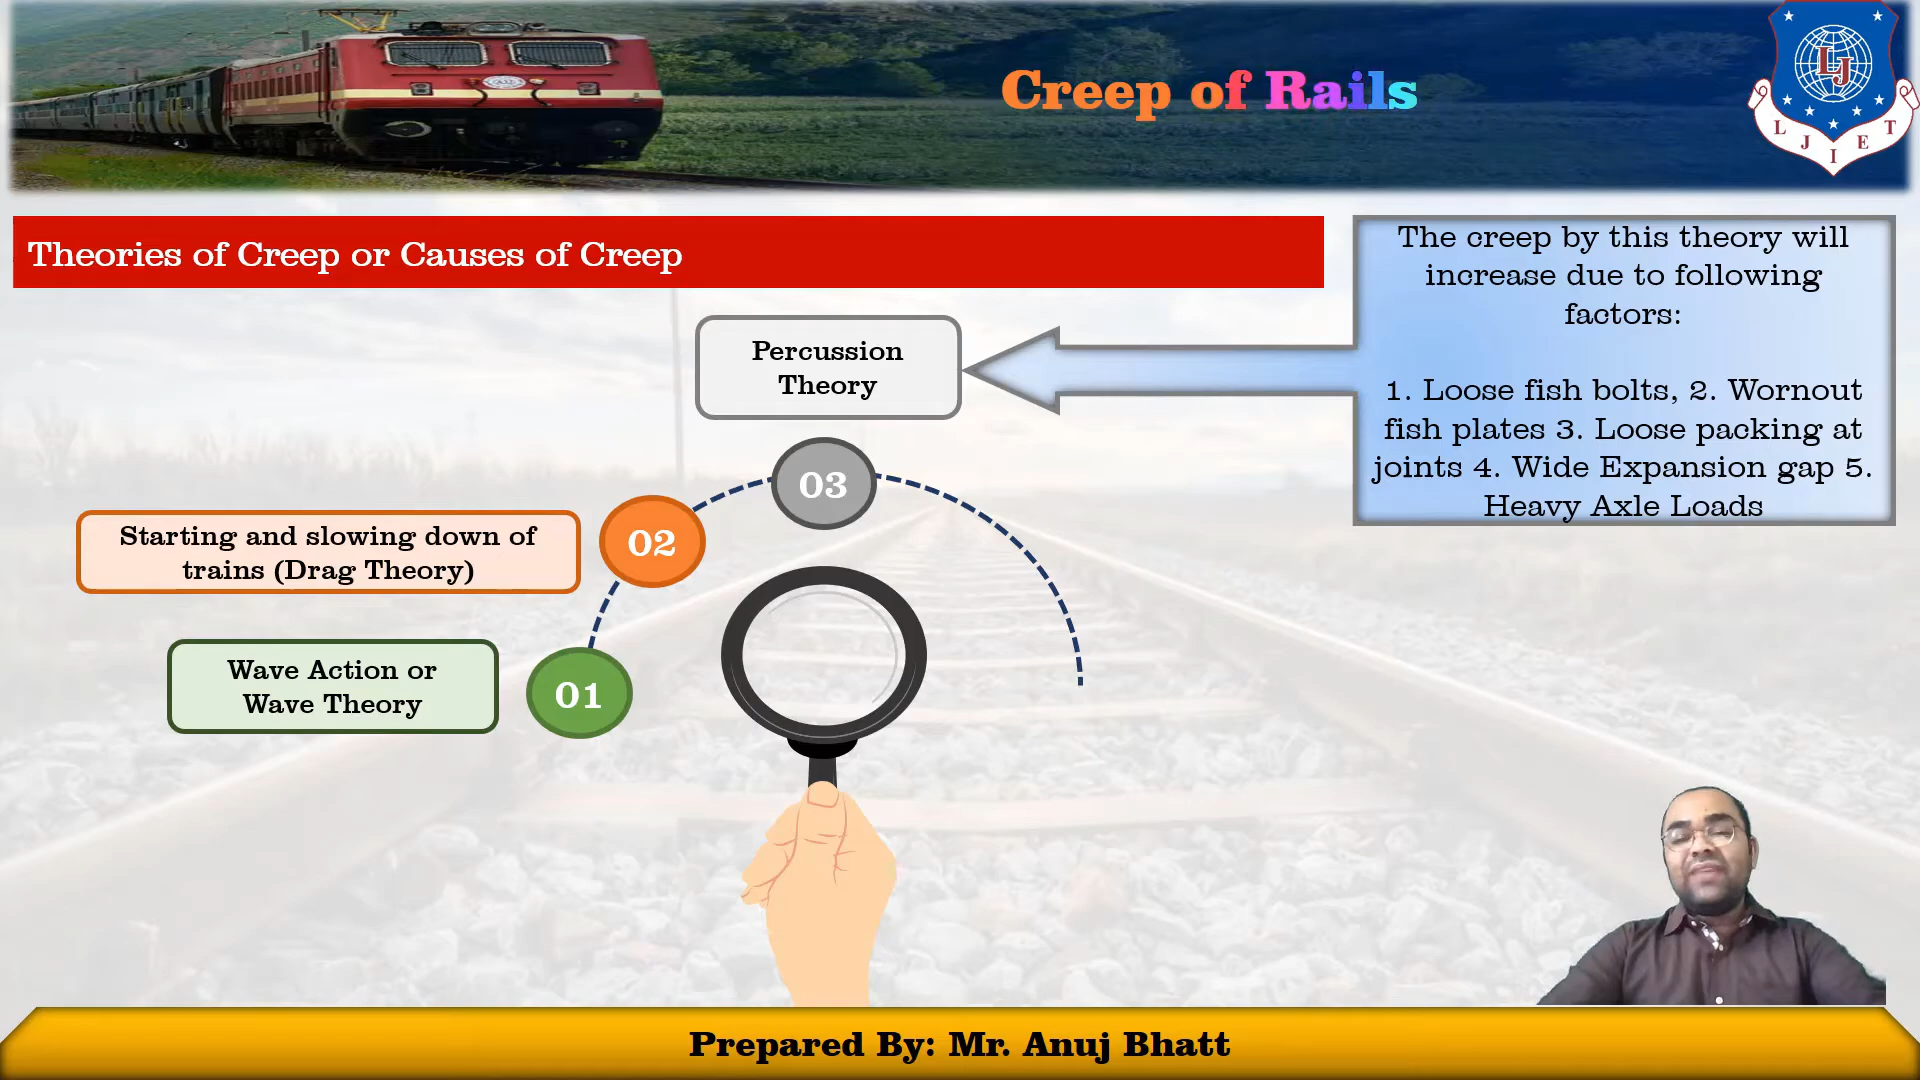 Creep of Rails
LJ
L J I E T
Theories of Creep or Causes of Creep
The creep by this theory will
increase due to following
factors:
1. Loose fish bolts, 2. Wornout
fish plates 3. Loose packing at
joints 4. Wide Expansion gap 5.
Heavy Axle Loads
Percussion
Theory
03
02
Starting and slowing down of
trains (Drag Theory)
Wave Action or
Wave Theory
01
Prepared By: Mr. Anuj Bhatt